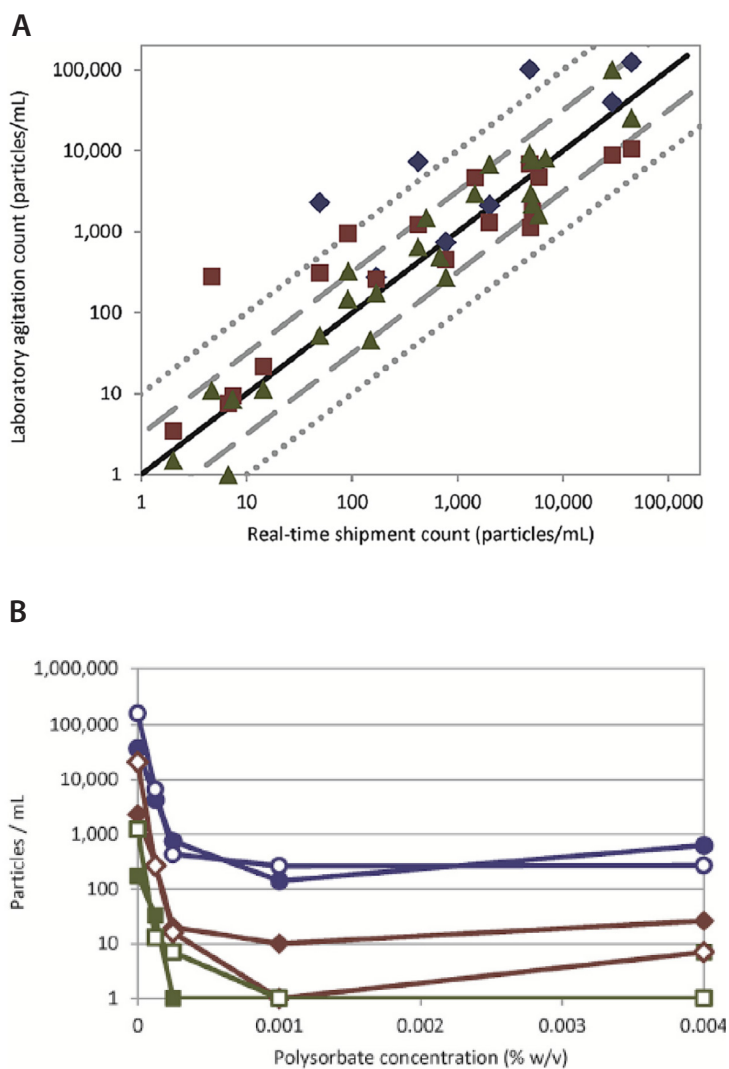 A
100,000
10,000
1,000
100
10
1
Laboratory agitation count (particles/mL)
1 10 100 1,000 10,000 100,000
Real-time shipment count (particles/mL)
B
1,000,000
100,000
10,000
1,000
100
10
1
Particles / mL
0 0.001 0.002 0.003 0.004
Polysorbate concentration (% w/v)